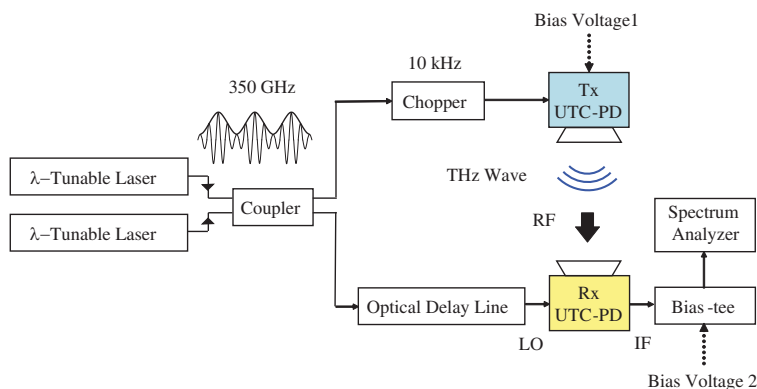 Bias Voltage1
10 kHz
350 GHz
Chopper
Tx
UTC-PD
λ−Tunable Laser
THz Wave
Coupler
λ−Tunable Laser
RF
Spectrum
Analyzer
Optical Delay Line
Rx
UTC-PD
Bias -tee
LO
IF
Bias Voltage 2